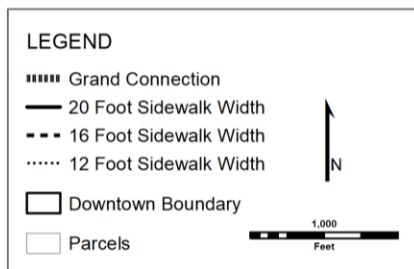 LEGEND
Grand Connection
20 Foot Sidewalk Width
16 Foot Sidewalk Width
12 Foot Sidewalk Width
N
Downtown Boundary
1,000
Parcels
Feet